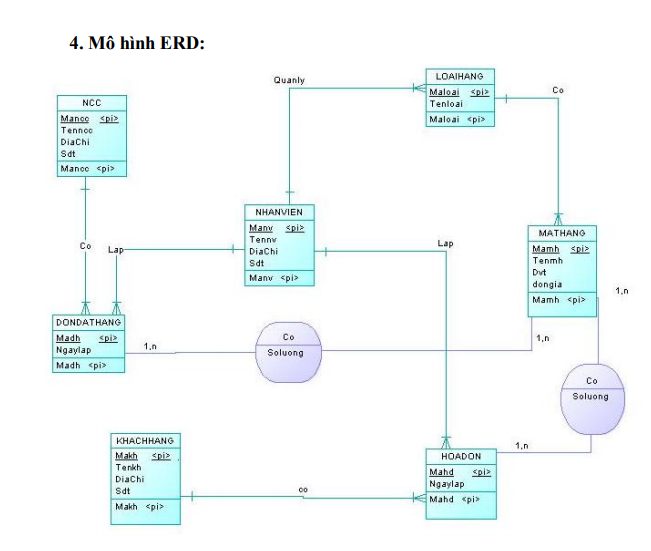 4. Mô hình ERD:
Quanly
LOAIHANG
Maloai <pi>
Tenloai
Maloai <pi>
Co
NCC
Mancc <pi>
Tenncc
DiaChi
Sdt
Mancc <pi>
NHANVIEN
Manv <pi>
Tennv
DiaChi
Sdt
Manv <pi>
MATHANG
Mamh <pi>
Tenmh
Dvt
dongia
Mamh <pi>
Co
Lap
Lap
1,n
DONDATHANG
Madh <pi>
Ngaylap
Madh <pi>
1,n
Co
Soluong
1,n
Co
Soluong
1,n
KHACHHANG
Makh <pi>
Tenkh
DiaChi
Sdt
Makh <pi>
co
HOADON
Mahd <pi>
Ngaylap
Mahd <pi>